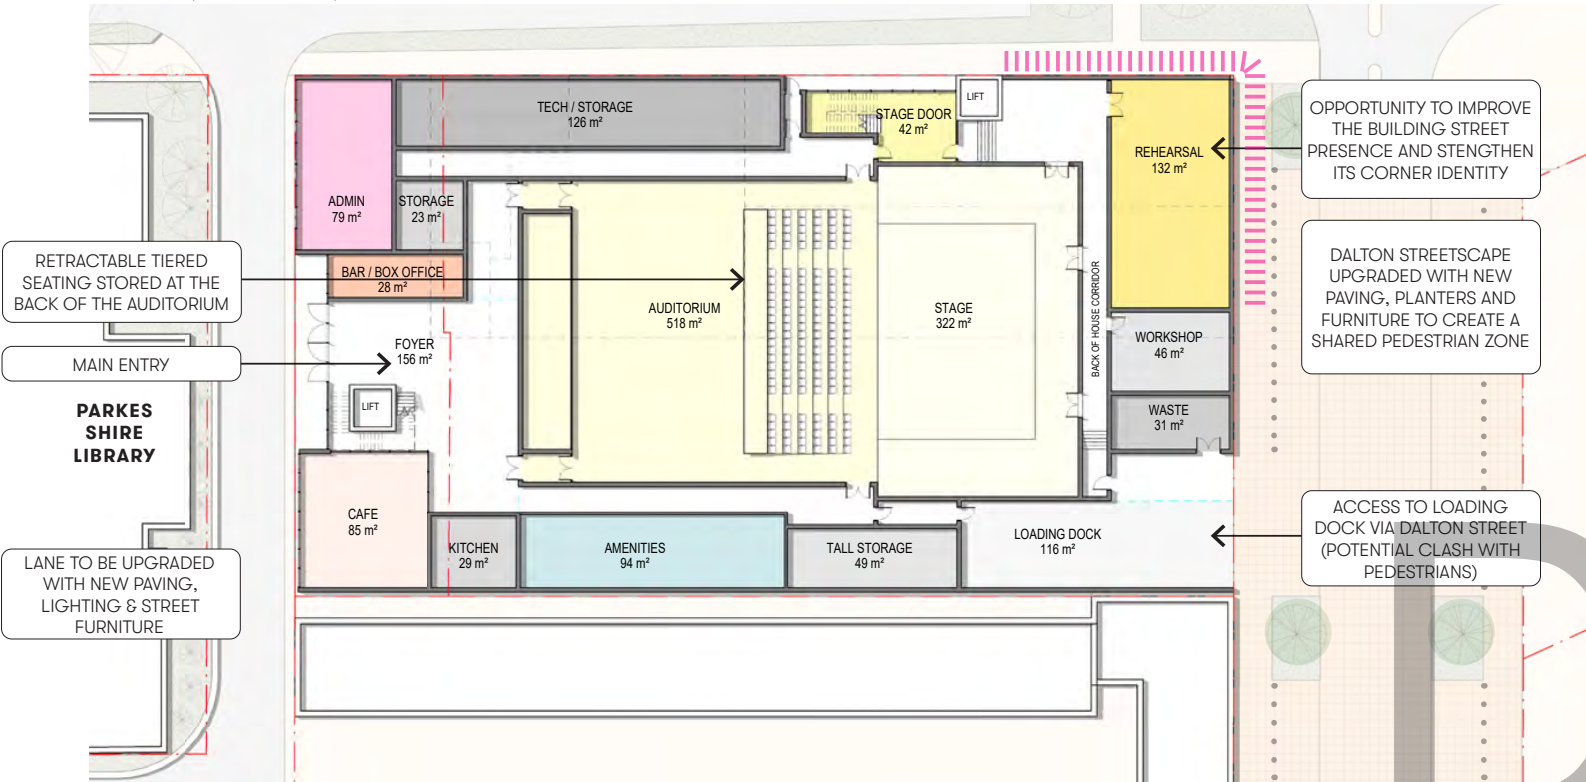 TECH / STORAGE
126 m²
LIFT
STAGE DOOR
42 m²
REHEARSAL
132 m²
OPPORTUNITY TO IMPROVE
THE BUILDING STREET
PRESENCE AND STENGTHEN
ITS CORNER IDENTITY
ADMIN
79 m²
STORAGE
23 m²
RETRACTABLE TIERED
SEATING STORED AT THE
BACK OF THE AUDITORIUM
BAR / BOX OFFICE
28 m²
AUDITORIUM
518 m²
STAGE
322 m²
BACK OF HOUSE CORRIDOR
DALTON STREETSCAPE
UPGRADED WITH NEW
PAVING, PLANTERS AND
FURNITURE TO CREATE A
SHARED PEDESTRIAN ZONE
FOYER
156 m²
WORKSHOP
46 m²
MAIN ENTRY
LIFT
WASTE
31 m²
PARKES
SHIRE
LIBRARY
CAFE
85 m²
KITCHEN
29 m²
AMENITIES
94 m²
TALL STORAGE
49 m²
LOADING DOCK
116 m²
ACCESS TO LOADING
DOCK VIA DALTON STREET
(POTENTIAL CLASH WITH
PEDESTRIANS)
LANE TO BE UPGRADED
WITH NEW PAVING,
LIGHTING & STREET
FURNITURE